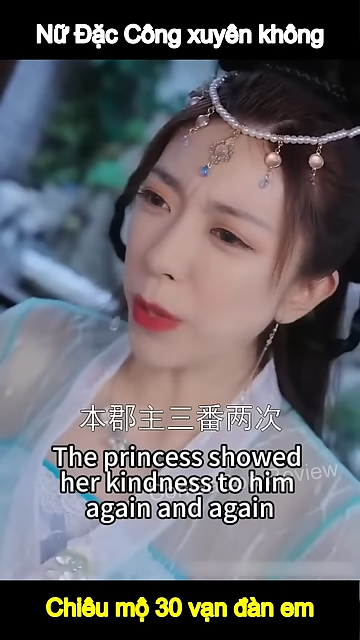 Nữ Đặc Công xuyên không
本郡主三番两次
The princess showed
her kindness to him
again and again
Chiêu mộ 30 vạn đàn em